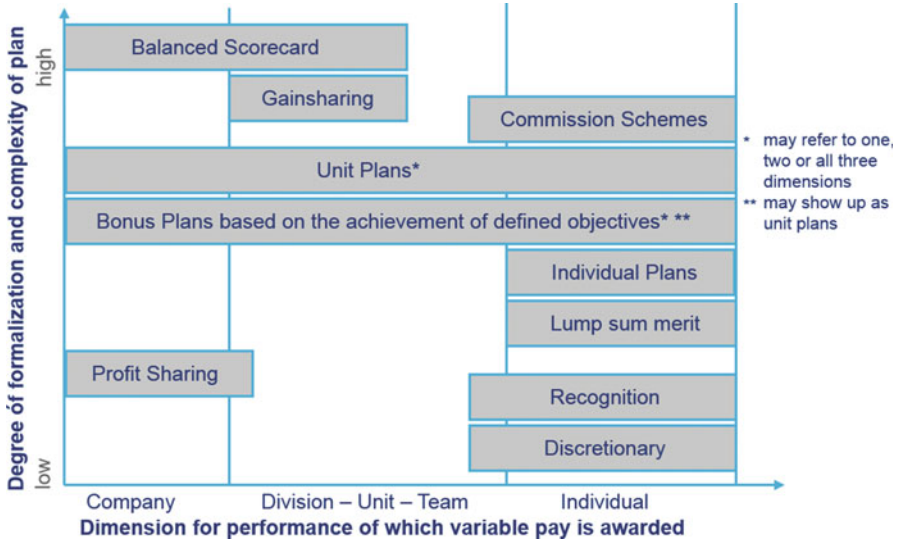 Degreé of formalization and complexity of plan
high
low
Balanced Scorecard
Gainsharing
Commission Schemes
Unit Plans*
Bonus Plans based on the achievement of defined objectives* **
Individual Plans
Lump sum merit
Profit Sharing
Recognition
Discretionary
* may refer to one,
two or all three
dimensions
** may show up as
unit plans
Company
Division – Unit – Team
Individual
Dimension for performance of which variable pay is awarded